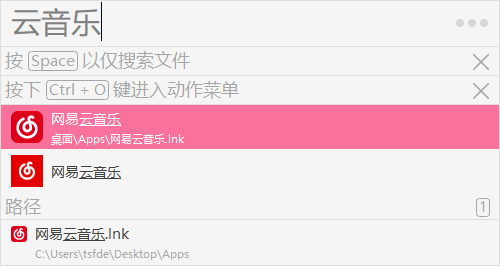 云音乐
按 Space 以仅搜索文件
按下 Ctrl + O 键进入动作菜单
网易云音乐
桌面\Apps\网易云音乐.lnk
网易云音乐
路径 1
网易云音乐.lnk
C:\Users\tsfde\Desktop\Apps